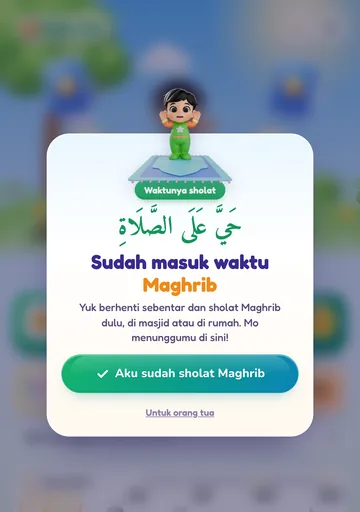 Waktunya sholat
حَيَّ عَلَى الصَّلَاةِ
Sudah masuk waktu
Maghrib
Yuk berhenti sebentar dan sholat Maghrib
dulu, di masjid atau di rumah. Mo
menunggumu di sini!
Aku sudah sholat Maghrib
Untuk orang tua